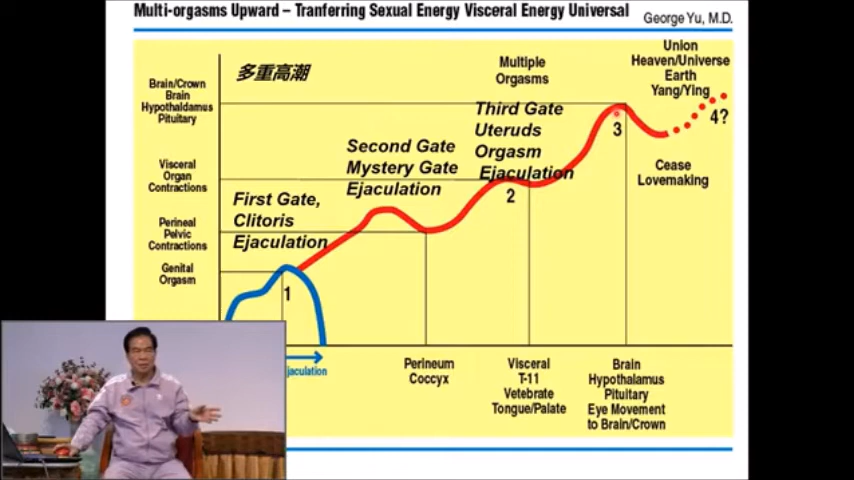 Multi-orgasms Upward – Tranferring Sexual Energy Visceral Energy Universal
George Yu, M.D.
多重高潮
Multiple
Orgasms
Union
Heaven/Universe
Earth
Yang/Ying
4?
Brain/Crown
Brain
Hypothaldamus
Pituitary
Third Gate
Uteruds
Orgasm
Ejaculation
3
Second Gate
Mystery Gate
Ejaculation
Visceral
Organ
Contractions
2
Cease
Lovemaking
First Gate,
Clitoris
Ejaculation
Perineal
Pelvic
Contractions
Genital
Orgasm
1
jaculation
Perineum
Coccyx
Visceral
T-11
Vetebrate
Tongue/Palate
Brain
Hypothalamus
Pituitary
Eye Movement
to Brain/Crown